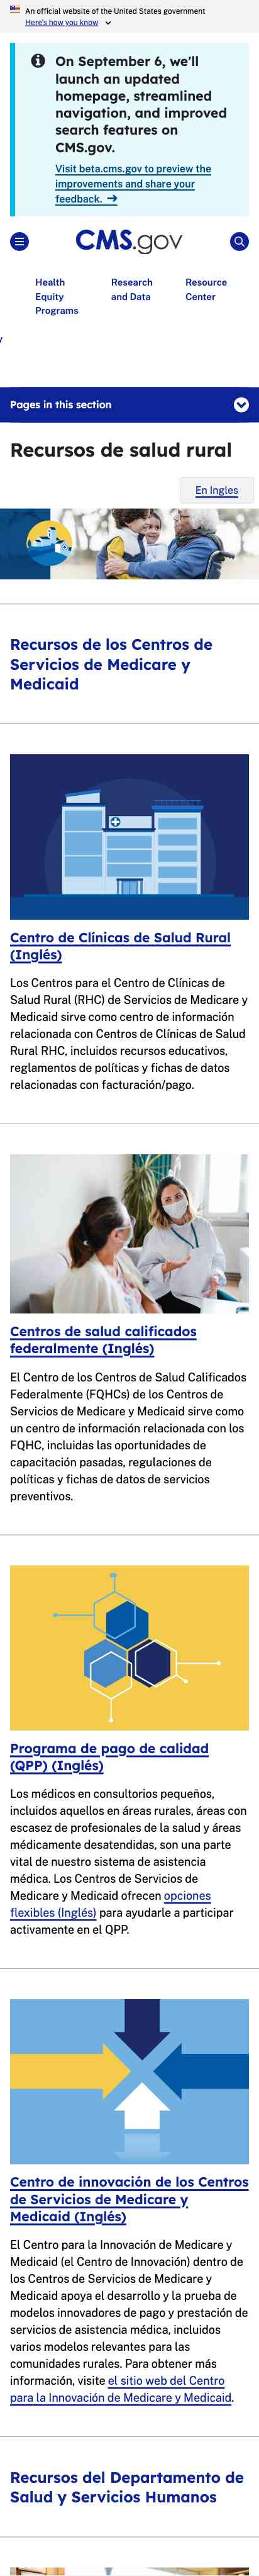 An official website of the United States government
Here's how you know
On September 6, we'll
launch an updated
homepage, streamlined
navigation, and improved
search features on
CMS.gov.
Visit beta.cms.gov to preview the
improvements and share your
feedback. →
CMS.gov
Health
Equity
Programs
Research
and Data
Resource
Center
y
Pages in this section
Recursos de salud rural
En Ingles
Recursos de los Centros de
Servicios de Medicare y
Medicaid
Centro de Clínicas de Salud Rural
(Inglés)
Los Centros para el Centro de Clínicas de
Salud Rural (RHC) de Servicios de Medicare y
Medicaid sirve como centro de información
relacionada con Centros de Clínicas de Salud
Rural RHC, incluidos recursos educativos,
reglamentos de políticas y fichas de datos
relacionadas con facturación/pago.
Centros de salud calificados
federalmente (Inglés)
El Centro de los Centros de Salud Calificados
Federalmente (FQHCs) de los Centros de
Servicios de Medicare y Medicaid sirve como
un centro de información relacionada con los
FQHC, incluidas las oportunidades de
capacitación pasadas, regulaciones de
políticas y fichas de datos de servicios
preventivos.
Programa de pago de calidad
(QPP) (Inglés)
Los médicos en consultorios pequeños,
incluidos aquellos en áreas rurales, áreas con
escasez de profesionales de la salud y áreas
médicamente desatendidas, son una parte
vital de nuestro sistema de asistencia
médica. Los Centros de Servicios de
Medicare y Medicaid ofrecen opciones
flexibles (Inglés) para ayudarle a participar
activamente en el QPP.
Centro de innovación de los Centros
de Servicios de Medicare y
Medicaid (Inglés)
El Centro para la Innovación de Medicare y
Medicaid (el Centro de Innovación) dentro de
los Centros de Servicios de Medicare y
Medicaid apoya el desarrollo y la prueba de
modelos innovadores de pago y prestación de
servicios de asistencia médica, incluidos
varios modelos relevantes para las
comunidades rurales. Para obtener más
información, visite el sitio web del Centro
para la Innovación de Medicare y Medicaid.
Recursos del Departamento de
Salud y Servicios Humanos